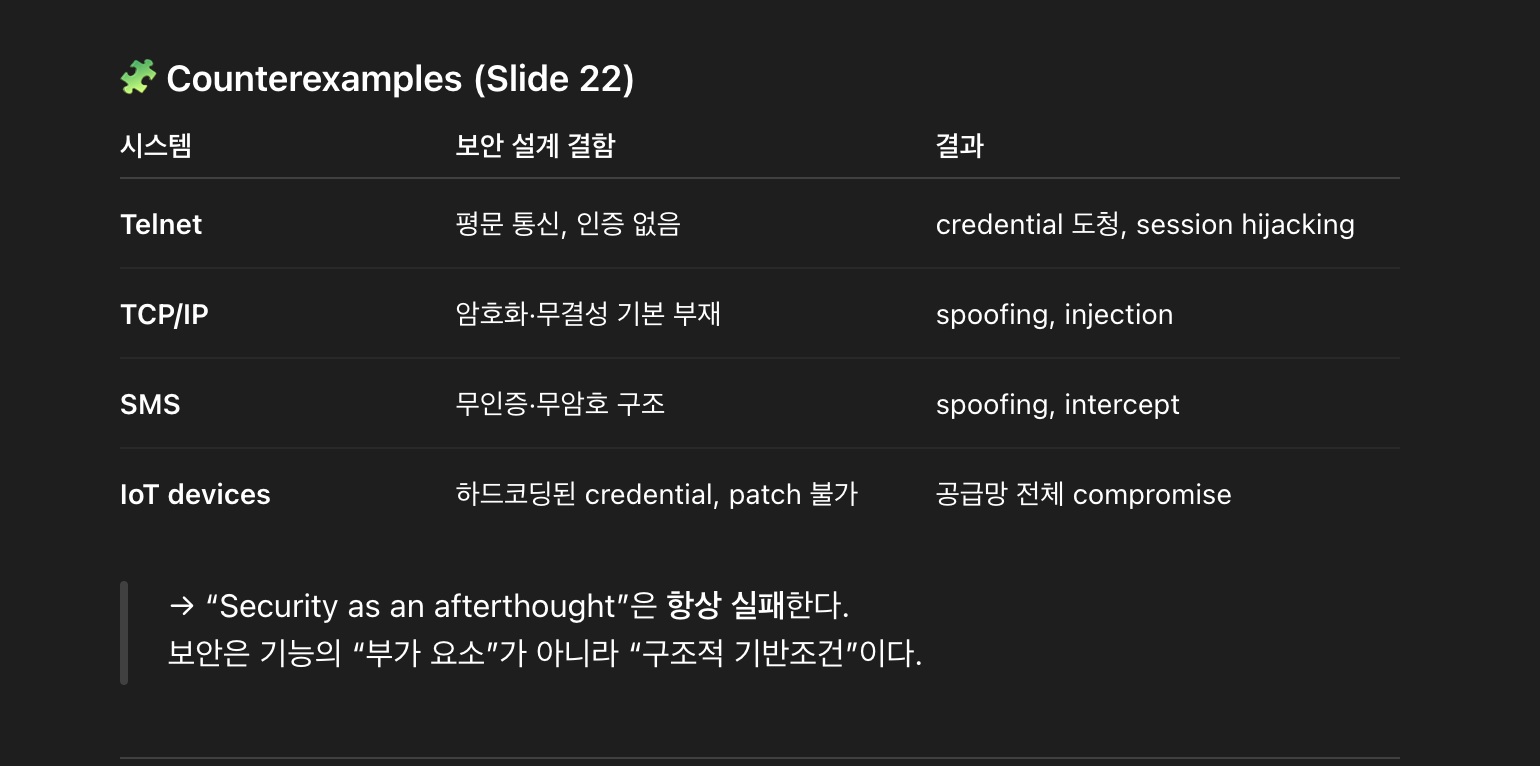 🧩 Counterexamples (Slide 22)
시스템 보안 설계 결함 결과
Telnet 평문 통신, 인증 없음 credential 도청, session hijacking
TCP/IP 암호화·무결성 기본 부재 spoofing, injection
SMS 무인증·무암호 구조 spoofing, intercept
IoT devices 하드코딩된 credential, patch 불가 공급망 전체 compromise
→ “Security as an afterthought”은 항상 실패한다.
보안은 기능의 “부가 요소”가 아니라 “구조적 기반조건”이다.